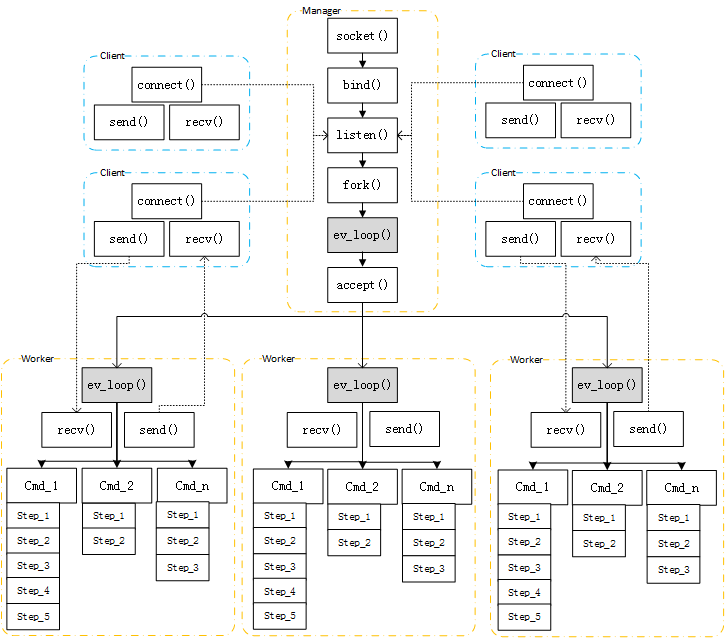 Manager
socket()
bind()
listen()
fork()
ev_loop()
accept()
Client
connect()
send()
recv()
Client
connect()
send()
recv()
Client
connect()
send()
recv()
Client
connect()
send()
recv()
Worker
ev_loop()
recv()
send()
Cmd_1
Cmd_2
Cmd_n
Step_1
Step_2
Step_3
Step_4
Step_5
Step_1
Step_2
Step_1
Step_2
Step_3
Worker
ev_loop()
recv()
send()
Cmd_1
Cmd_2
Cmd_n
Step_1
Step_2
Step_3
Step_4
Step_5
Step_1
Step_2
Step_1
Step_2
Step_3
Worker
ev_loop()
recv()
send()
Cmd_1
Cmd_2
Cmd_n
Step_1
Step_2
Step_3
Step_4
Step_5
Step_1
Step_2
Step_1
Step_2
Step_3